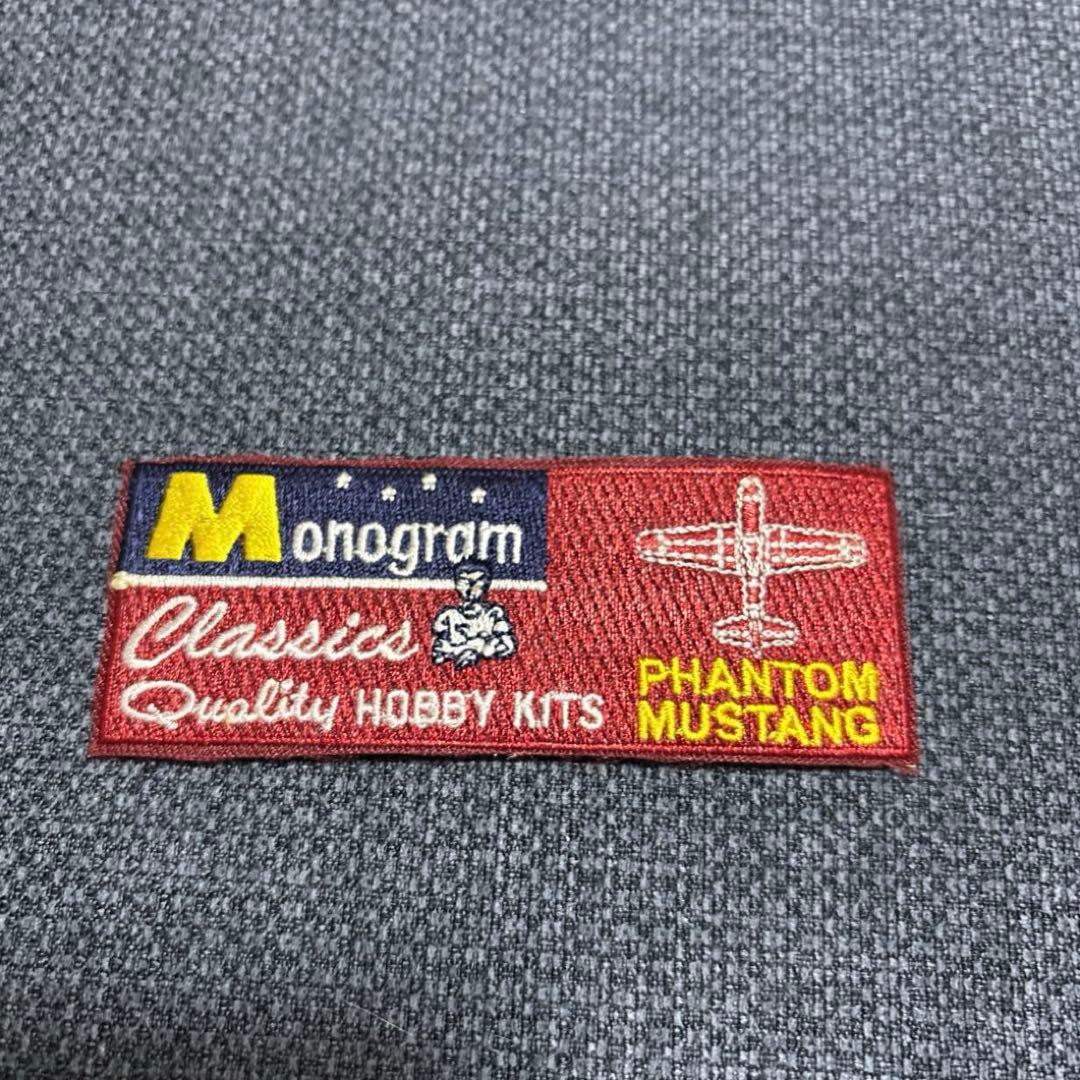 Monogram
Classics
Quality HOBBY KITS
PHANTOM
MUSTANG